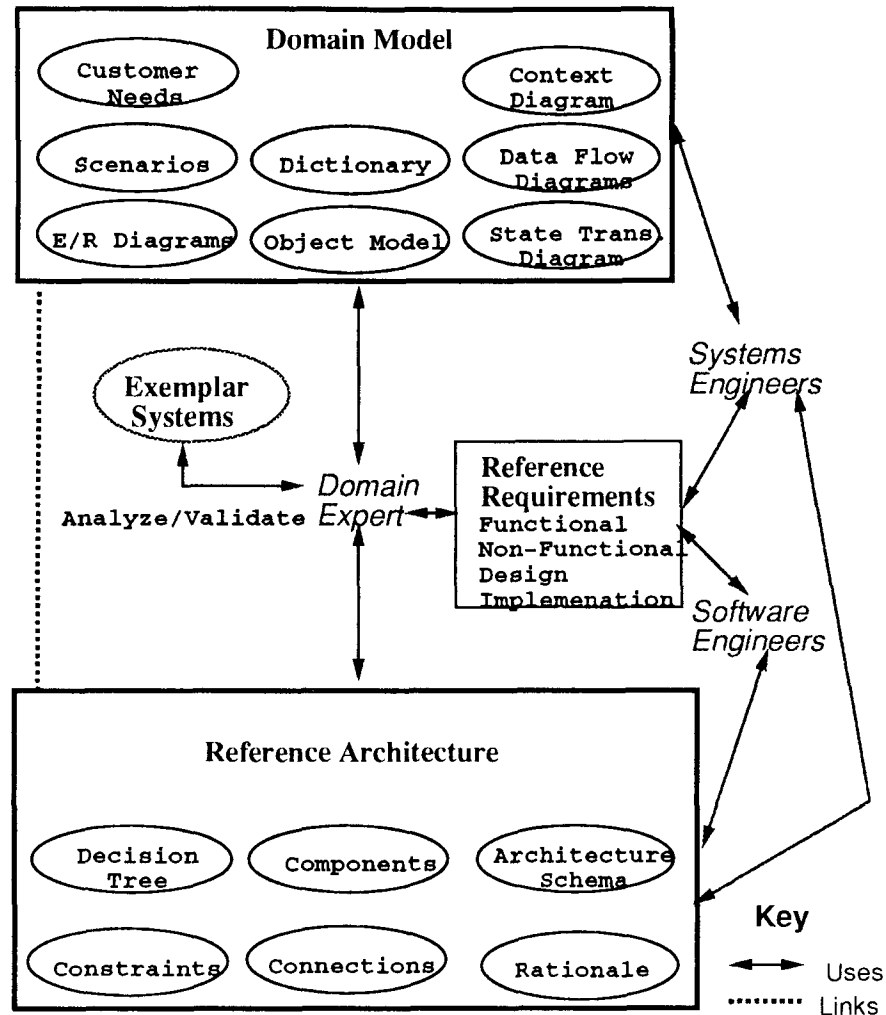 Domain Model
Customer
Needs
Context
Diagram
Scenarios
Dictionary
Data Flow
Diagrams
E/R Diagrams
Object Model
State Trans.
Diagram
Exemplar
Systems
Systems
Engineers
Domain
Expert
Analyze/Validate
Reference
Requirements
Functional
Non-Functional
Design
Implemenation
Software
Engineers
Reference Architecture
Decision
Tree
Components
Architecture
Schema
Constraints
Connections
Rationale
Key
Uses
Links